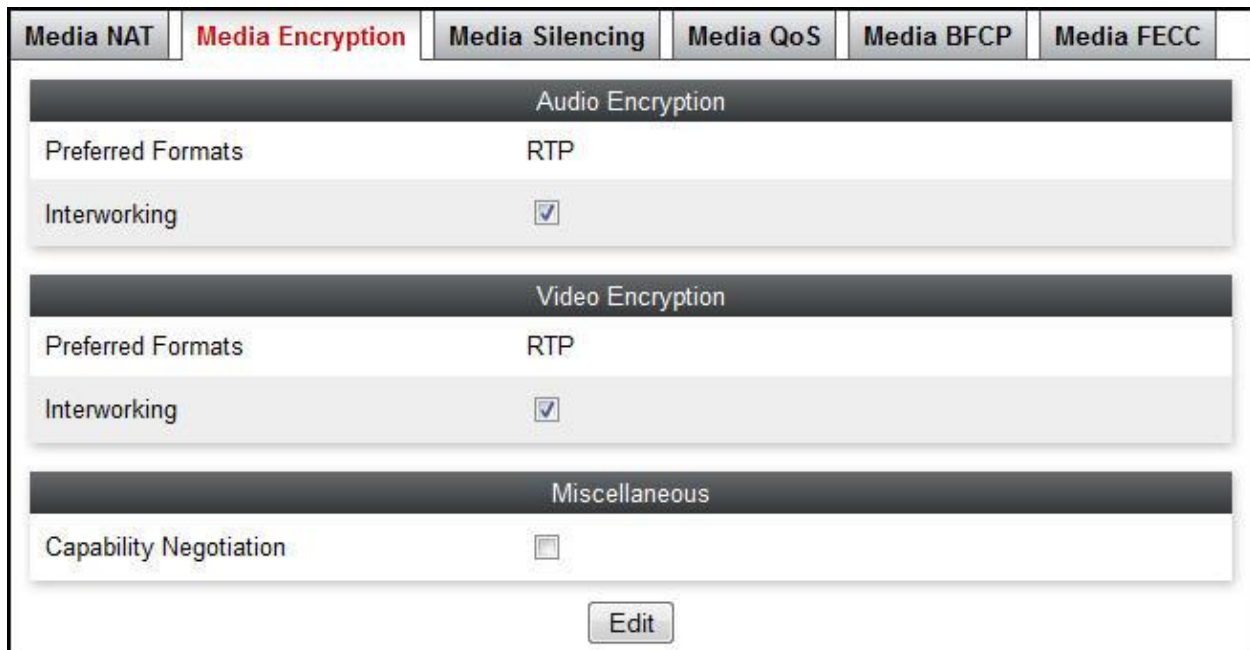 Media NAT Media Encryption Media Silencing Media QoS Media BFCP Media FECC
Audio Encryption
Preferred Formats RTP
Interworking
Video Encryption
Preferred Formats RTP
Interworking
Miscellaneous
Capability Negotiation
Edit